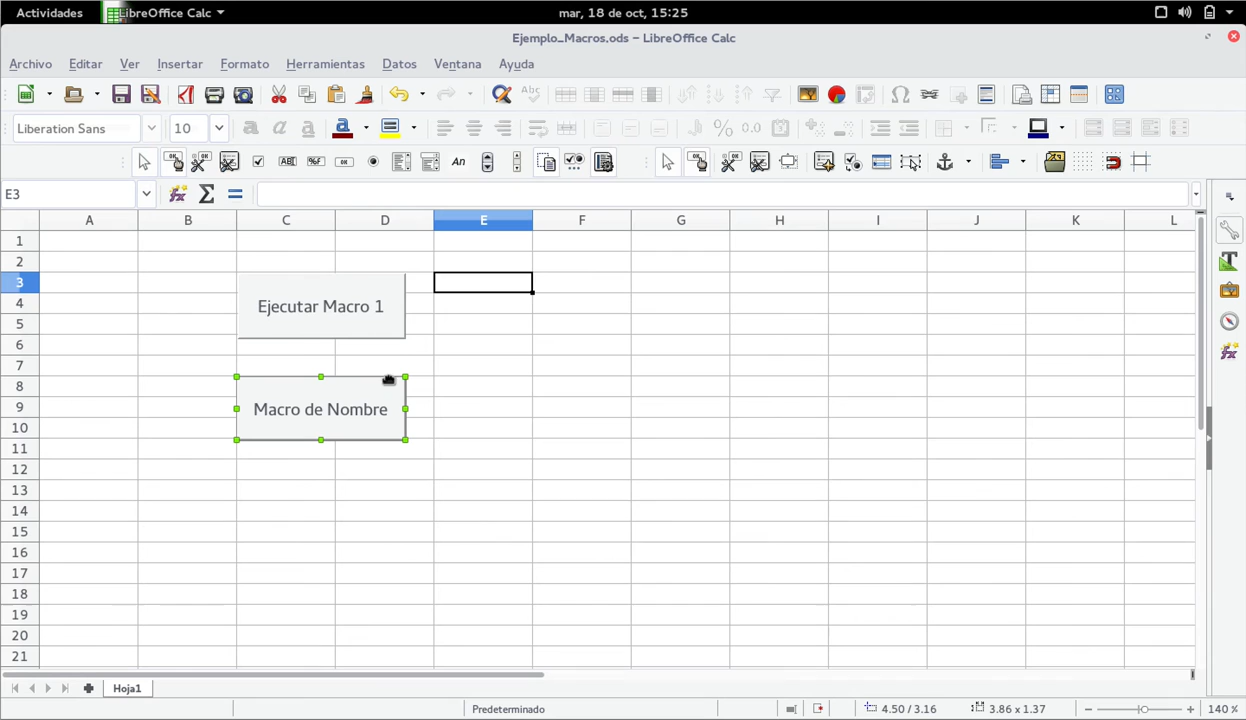 Actividades LibreOffice Calc mar, 18 de oct, 15:25
Ejemplo_Macros.ods – LibreOffice Calc
Archivo Editar Ver Insertar Formato Herramientas Datos Ventana Ayuda
Liberation Sans 10
E3
A B C D E F G H I J K L
1
2
3
4
Ejecutar Macro 1
5
6
7
8
9
Macro de Nombre
10
11
12
13
14
15
16
17
18
19
20
21
Hoja1
Predeterminado 4.50 / 3.16 3.86 x 1.37 140 %